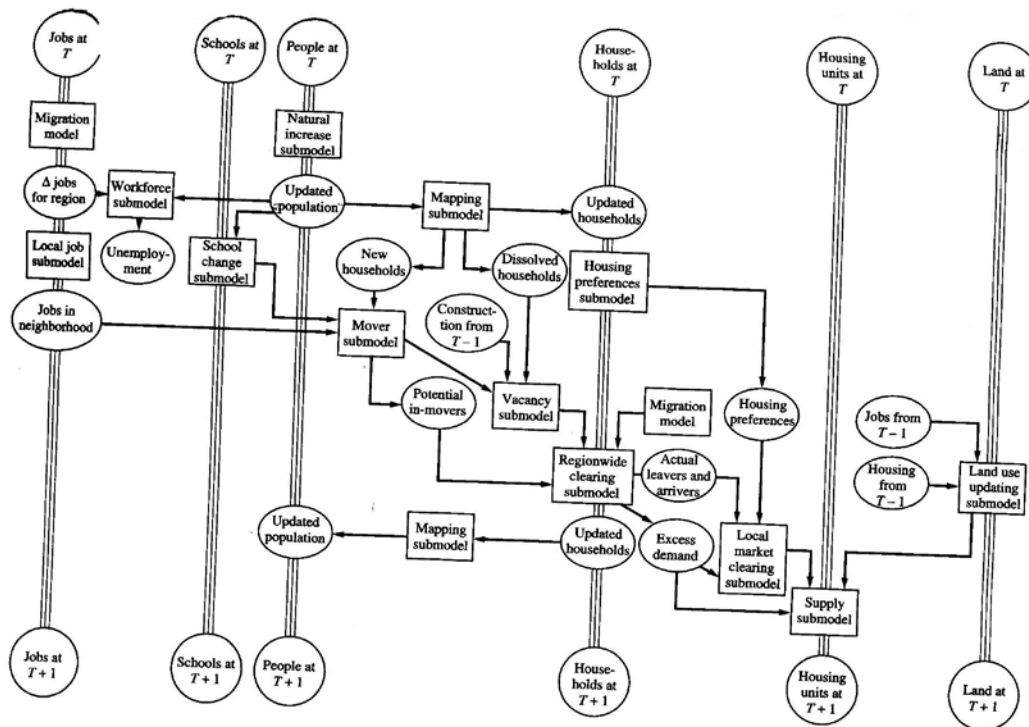 Jobs at
T
Schools at
T
People at
T
House-
holds at
T
Housing
units at
T
Land at
T
Migration
model
Natural
increase
submodel
Δ jobs
for region
Workforce
submodel
Updated
population
Mapping
submodel
Updated
households
Local job
submodel
Unemploy-
ment
School
change
submodel
New
households
Dissolved
households
Housing
preferences
submodel
Jobs in
neighborhood
Mover
submodel
Construct-
tion from
T – 1
Potential
in-movers
Vacancy
submodel
Migration
model
Housing
preferences
Jobs from
T – 1
Regionwide
clearing
submodel
Actual
leavers and
arrivers
Housing
from
T – 1
Land use
updating
submodel
Updated
population
Mapping
submodel
Updated
households
Excess
demand
Local
market
clearing
submodel
Supply
submodel
Jobs at
T + 1
Schools at
T + 1
People at
T + 1
House-
holds at
T + 1
Housing
units at
T + 1
Land at
T + 1